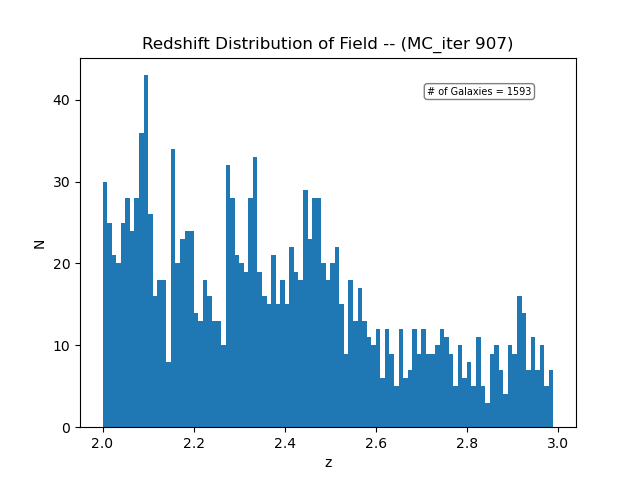 Redshift Distribution of Field -- (MC_iter 907)
# of Galaxies = 1593
N
40
30
20
10
0
2.0 2.2 2.4 2.6 2.8 3.0
z